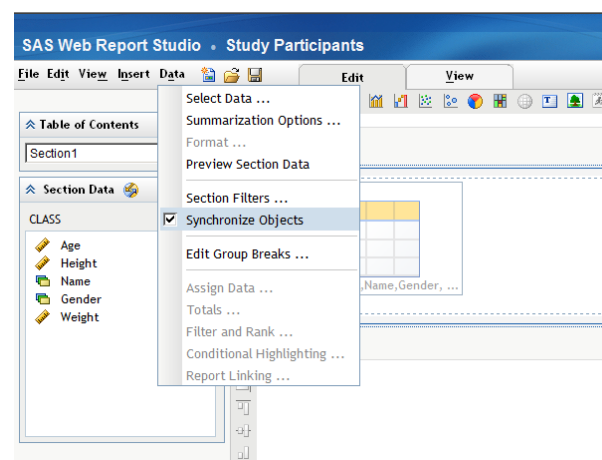 SAS Web Report Studio • Study Participants
File Edit View Insert Data
Edit
View
Select Data ...
Summarization Options ...
Format ...
Preview Section Data
Section Filters ...
Synchronize Objects
Edit Group Breaks ...
Assign Data ...
Totals ...
Filter and Rank ...
Conditional Highlighting ...
Report Linking ...
Table of Contents
Section1
Section Data
CLASS
Age
Height
Name
Gender
Weight
,Name,Gender, ...